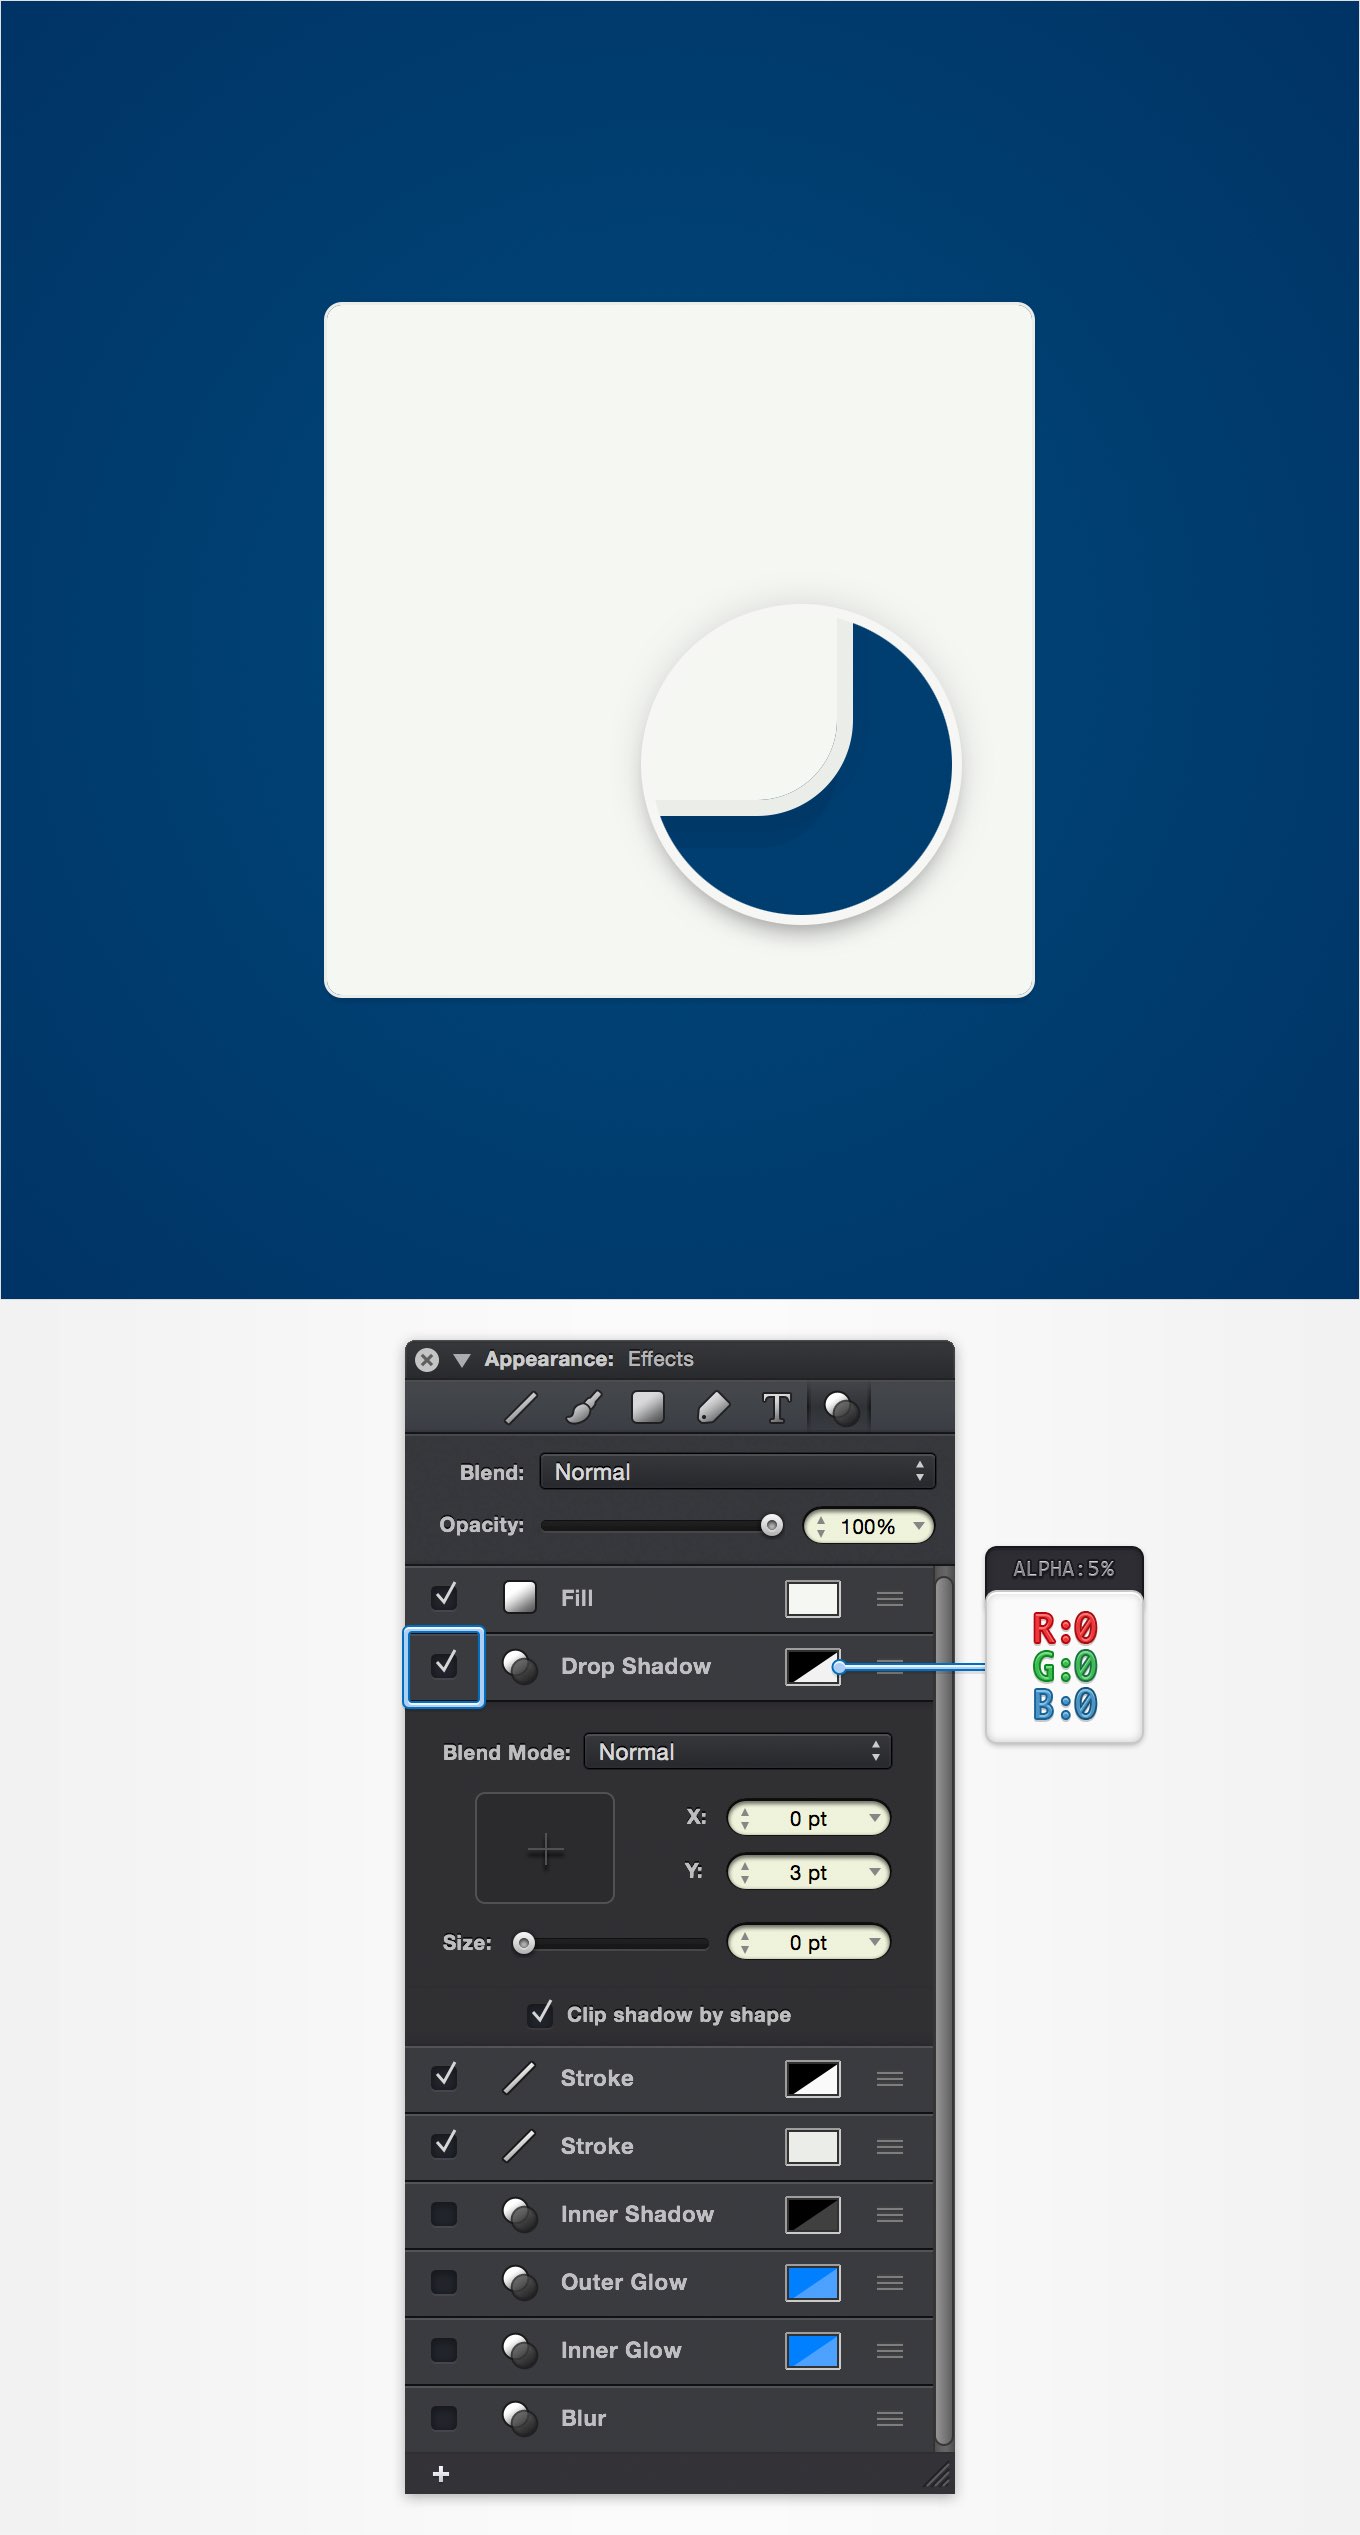 Appearance: Effects
T
Blend: Normal
Opacity: 100%
Fill
ALPHA:5%
R:0
G:0
B:0
Drop Shadow
Blend Mode: Normal
X: 0 pt
Y: 3 pt
Size: 0 pt
Clip shadow by shape
Stroke
Stroke
Inner Shadow
Outer Glow
Inner Glow
Blur